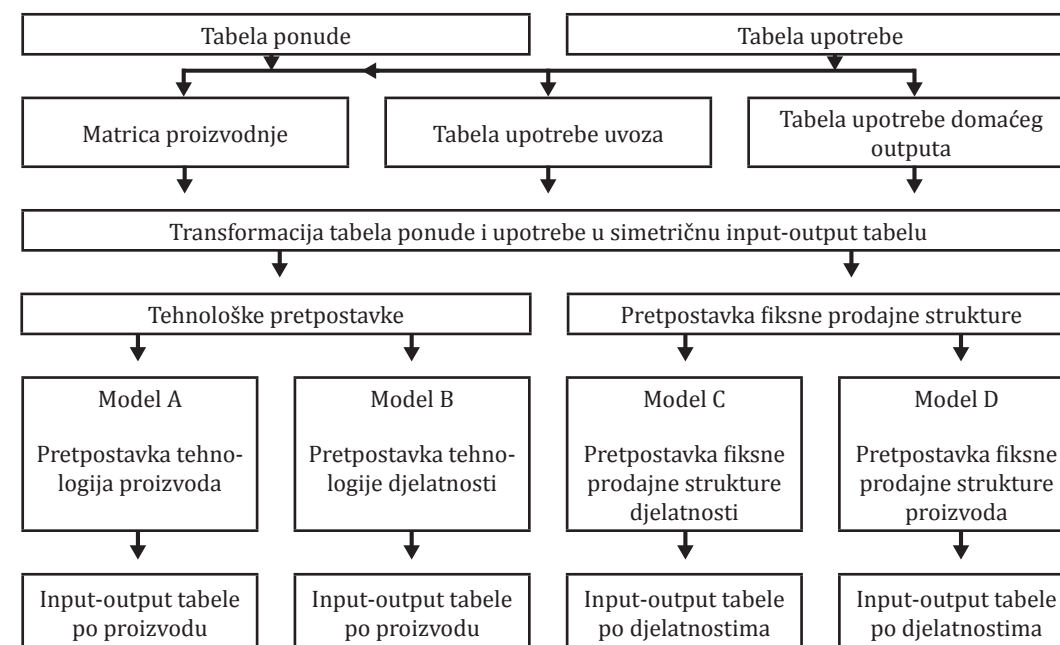 Tabela ponude
Tabela upotrebe
Matrica proizvodnje
Tabela upotrebe uvoza
Tabela upotrebe domaćeg
outputa
Transformacija tabela ponude i upotrebe u simetričnu input-output tabelu
Tehnološke pretpostavke
Pretpostavka fiksne prodajne strukture
Model A
Pretpostavka tehno-
logija proizvoda
Model B
Pretpostavka tehno-
logije djelatnosti
Model C
Pretpostavka fiksne
prodajne strukture
djelatnosti
Model D
Pretpostavka fiksne
prodajne strukture
proizvoda
Input-output tabele
po proizvodu
Input-output tabele
po proizvodu
Input-output tabele
po djelatnostima
Input-output tabele
po djelatnostima